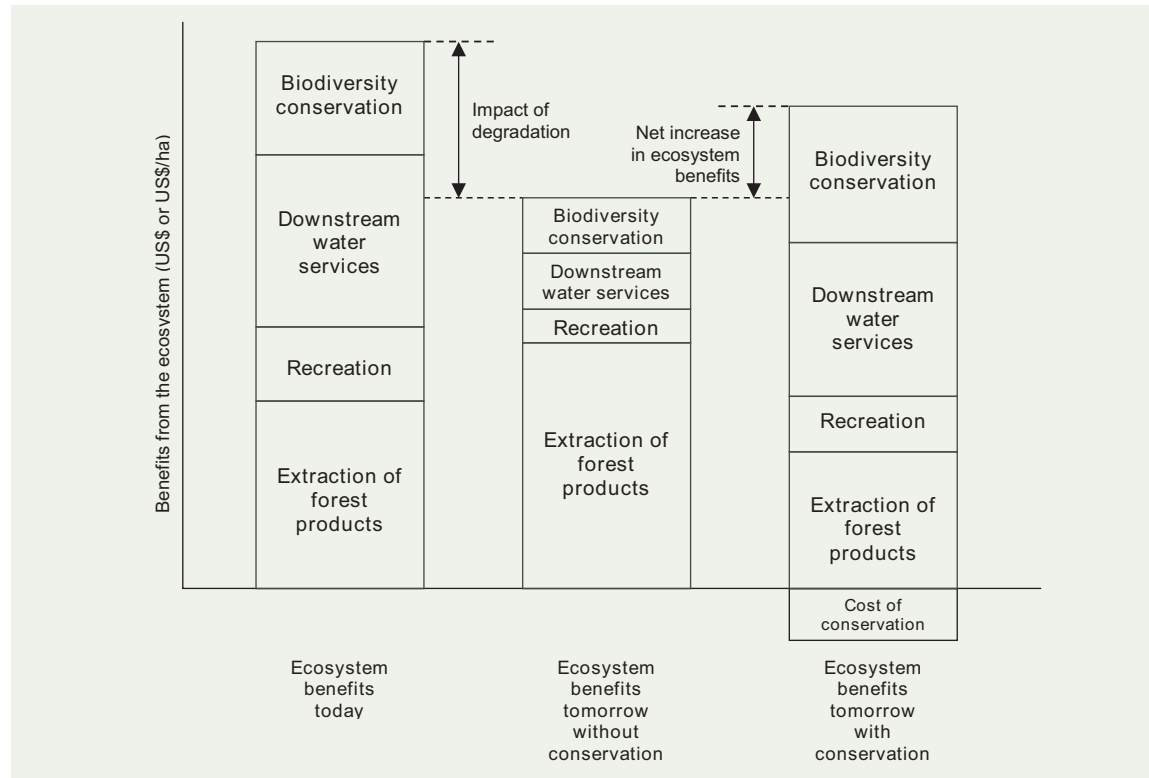 Benefits from the ecosystem (US$ or US$/ha)
Biodiversity
conservation
Downstream
water
services
Recreation
Extraction of
forest
products
Impact of
degradation
Biodiversity
conservation
Downstream
water services
Recreation
Extraction of
forest
products
Net increase
in ecosystem
benefits
Biodiversity
conservation
Downstream
water
services
Recreation
Extraction of
forest
products
Cost of
conservation
Ecosystem
benefits
today
Ecosystem
benefits
tomorrow
without
conservation
Ecosystem
benefits
tomorrow
with
conservation